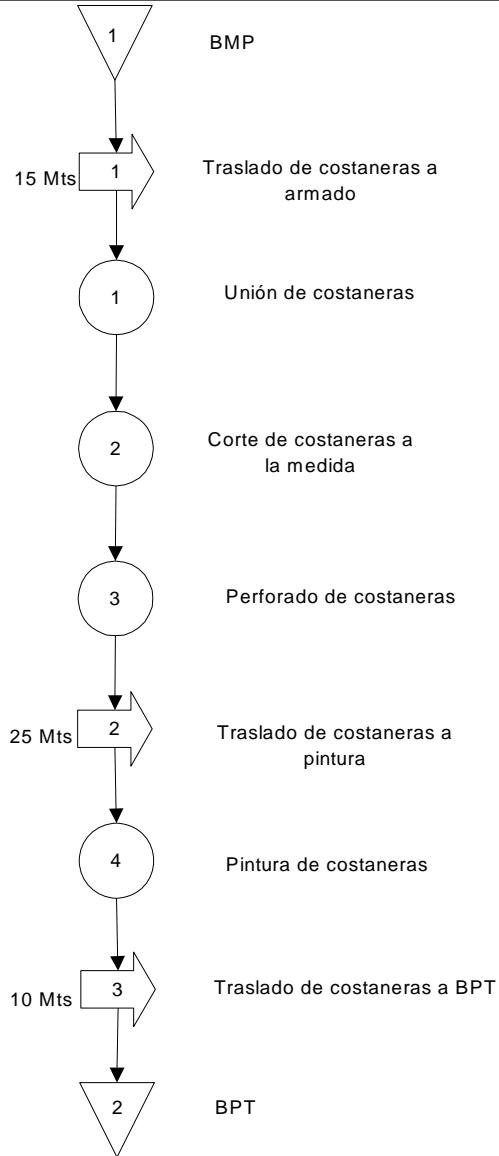 1
BMP
15 Mts
1
Traslado de costaneras a
armado
1
Unión de costaneras
2
Corte de costaneras a
la medida
3
Perforado de costaneras
25 Mts
2
Traslado de costaneras a
pintura
4
Pintura de costaneras
10 Mts
3
Traslado de costaneras a BPT
2
BPT